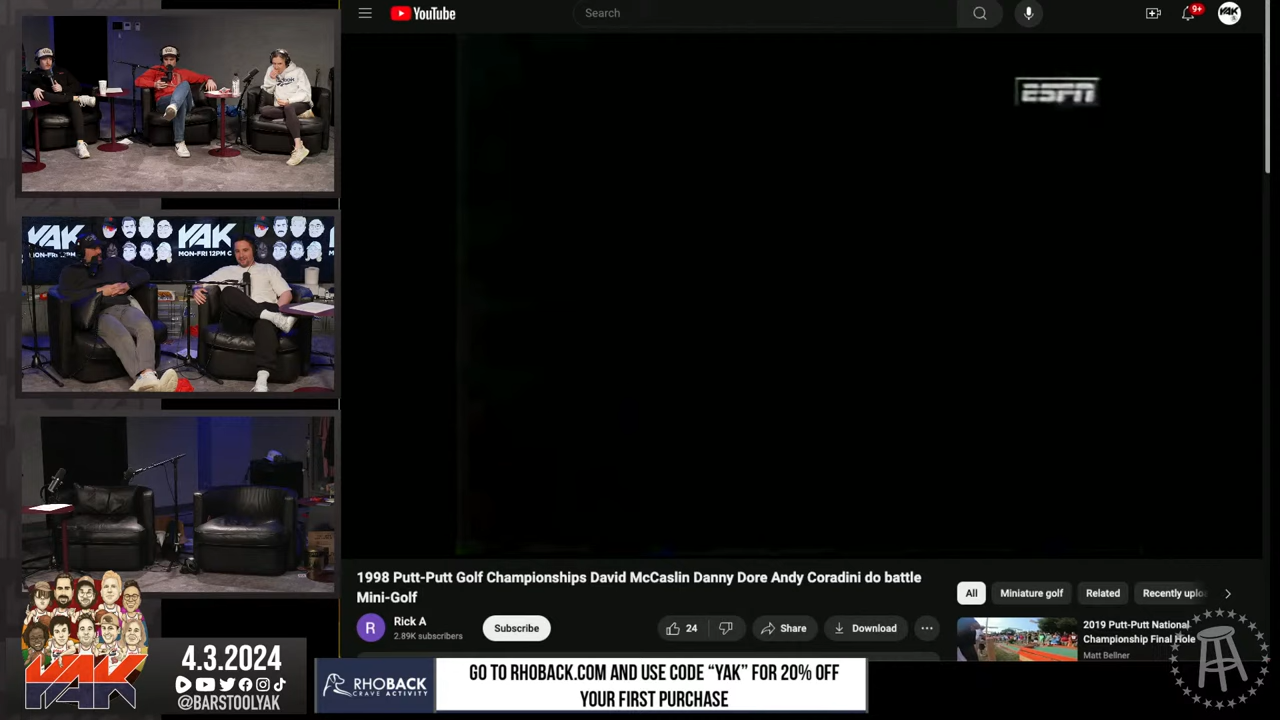 YouTube
Search
9+
YAK
ESPN
YAK
MON-FRI 12PM C
YAK
1998 Putt-Putt Golf Championships David McCaslin Danny Dore Andy Coradini do battle
Mini-Golf
R
Rick A
2.89K subscribers
Subscribe
24
Share
Download
All
Miniature golf
Related
Recently uplo
2019 Putt-Putt National
Championship Final Hole
Matt Bellner
YAK
4.3.2024
@BARSTOOLYAK
RHOBACK
CRAVE ACTIVITY
GO TO RHOBACK.COM AND USE CODE “YAK” FOR 20% OFF
YOUR FIRST PURCHASE